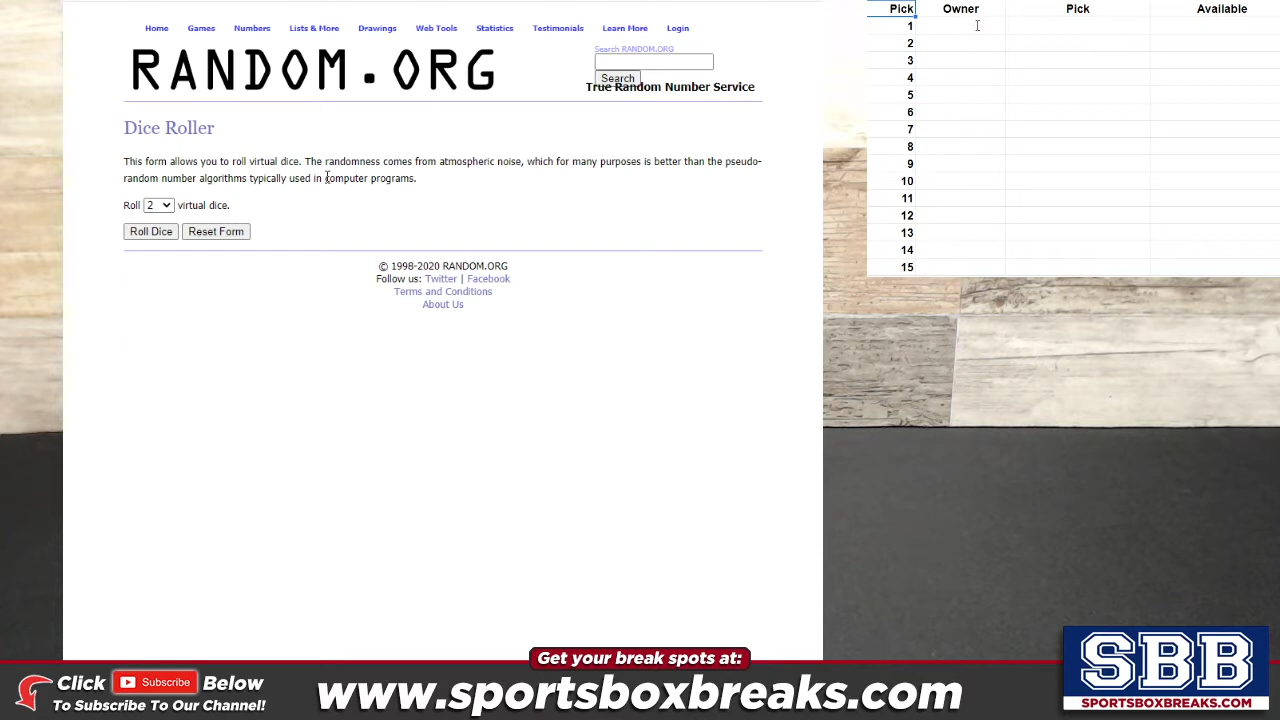 Home Games Numbers Lists & More Drawings Web Tools Statistics Testimonials Learn More Login
RANDOM.ORG
Search RANDOM.ORG
Search
True Random Number Service
Dice Roller
This form allows you to roll virtual dice. The randomness comes from atmospheric noise, which for many purposes is better than the pseudo-
random number algorithms typically used in computer programs.
Roll 2 virtual dice.
Roll Dice Reset Form
© 1998-2020 RANDOM.ORG
Follow us: Twitter | Facebook
Terms and Conditions
About Us
Pick Owner Pick Available
1
2
3
4
5
6
7
8
9
10
11
12
13
14
15
Get your break spots at:
Click Subscribe Below
To Subscribe To Our Channel!
www.sportsboxbreaks.com
SBB
SPORTSBOXBREAKS.COM